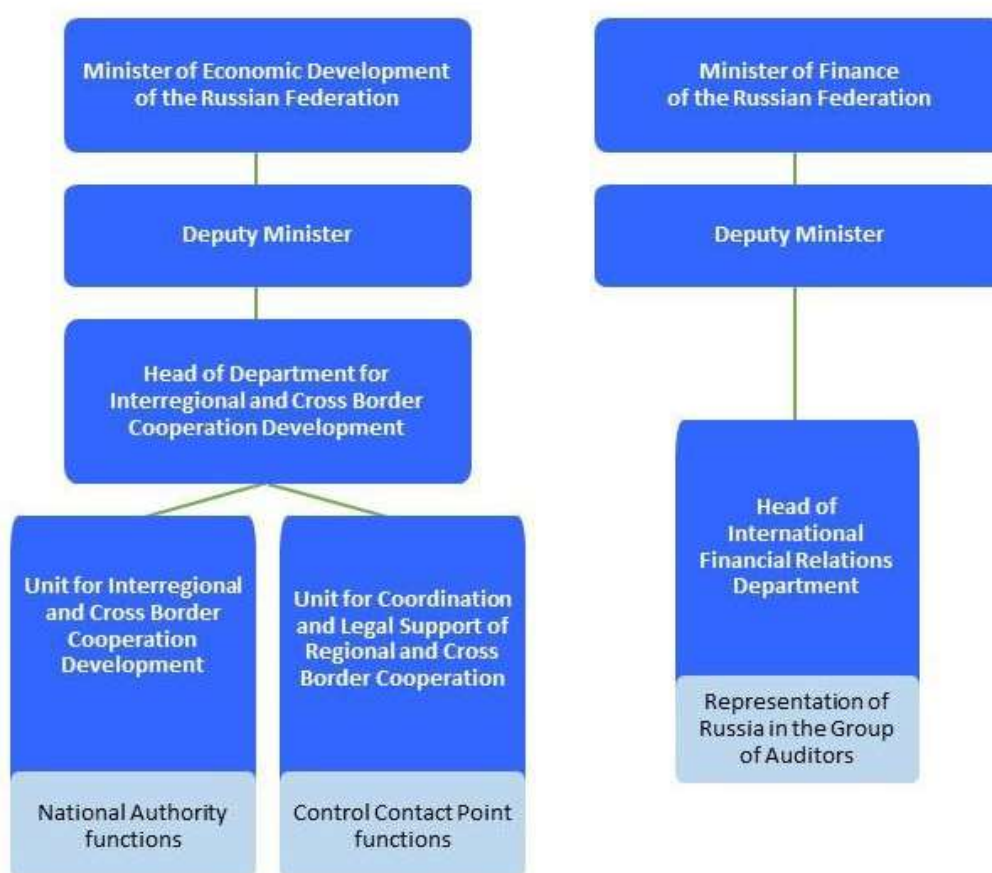 Minister of Economic Development
of the Russian Federation
Deputy Minister
Head of Department for
Interregional and Cross Border
Cooperation Development
Unit for Interregional
and Cross Border
Cooperation
Development
National Authority
functions
Unit for Coordination
and Legal Support of
Regional and Cross
Border Cooperation
Control Contact Point
functions
Minister of Finance
of the Russian Federation
Deputy Minister
Head of
International
Financial Relations
Department
Representation of
Russia in the Group
of Auditors